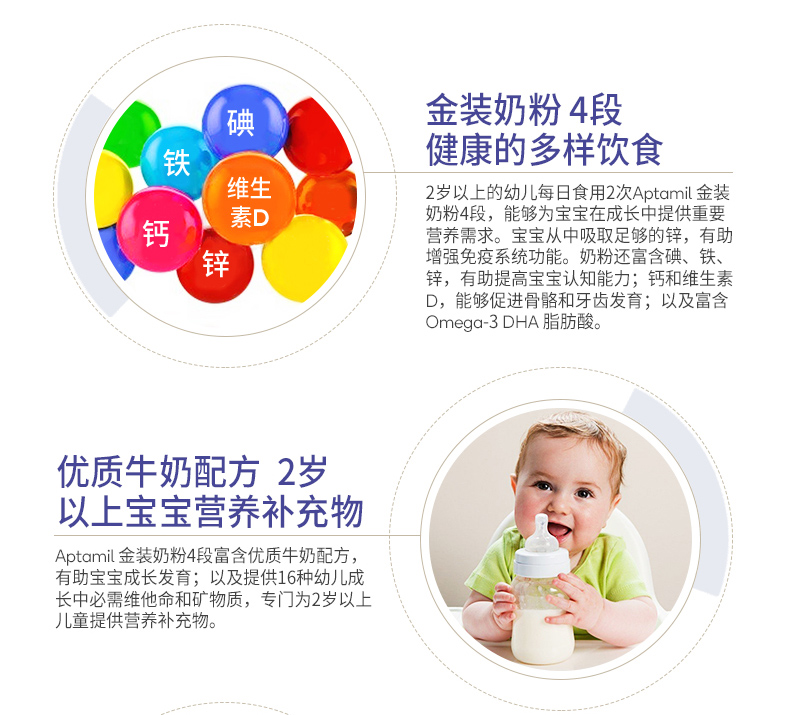 碘
铁
维生
素D
钙
锌
金装奶粉 4段
健康的多样饮食
2岁以上的幼儿每日食用2次Aptamil 金装
奶粉4段，能够为宝宝在成长中提供重要
营养需求。宝宝从中吸取足够的锌，有助
增强免疫系统功能。奶粉还富含碘、铁、
锌，有助提高宝宝认知能力；钙和维生素
D，能够促进骨骼和牙齿发育；以及富含
Omega-3 DHA 脂肪酸。
优质牛奶配方 2岁
以上宝宝营养补充物
Aptamil 金装奶粉4段富含优质牛奶配方，
有助宝宝成长发育；以及提供16种幼儿成
长中必需维他命和矿物质，专门为2岁以上
儿童提供营养补充物。